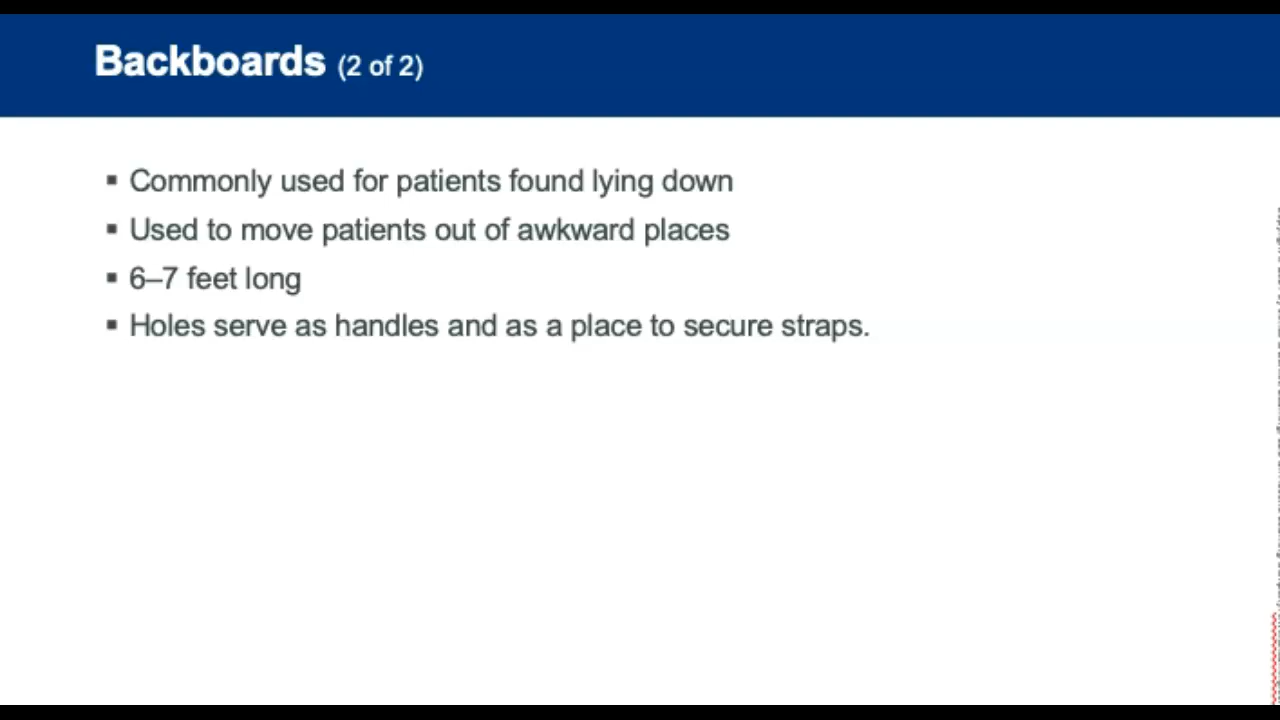 Backboards (2 of 2)
▪ Commonly used for patients found lying down
▪ Used to move patients out of awkward places
▪ 6–7 feet long
▪ Holes serve as handles and as a place to secure straps.